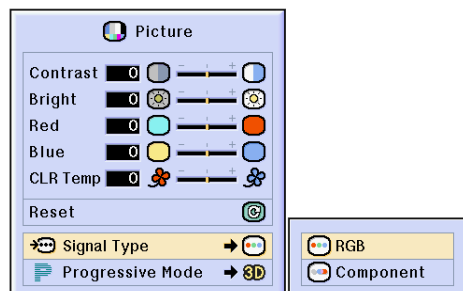 Picture
Contrast 0 - +
Bright 0 - +
Red 0 - +
Blue 0 - +
CLR Temp 0 - +
Reset
Signal Type
Progressive Mode 3D
RGB
Component